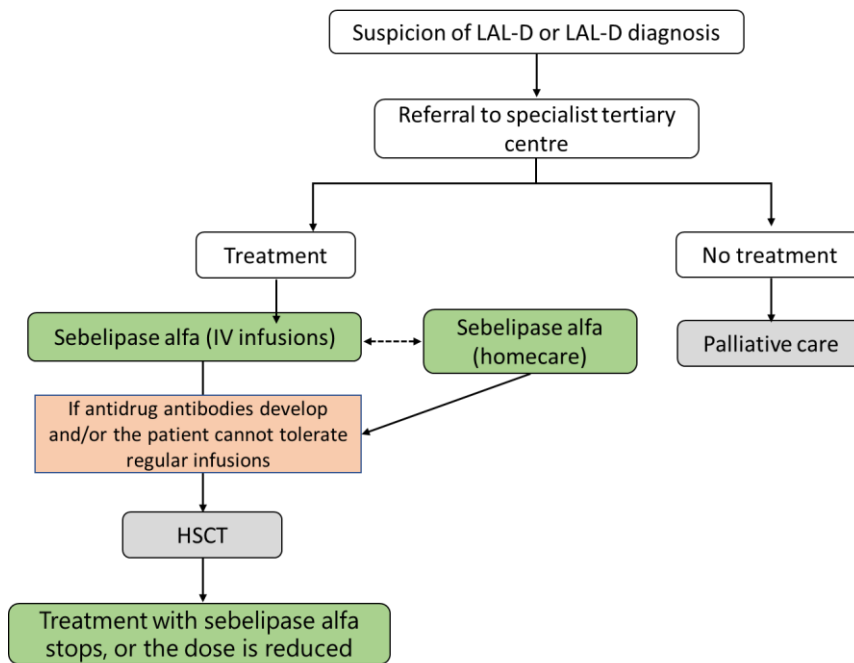 Suspicion of LAL-D or LAL-D diagnosis
Referral to specialist tertiary
centre
Treatment
No treatment
Sebelipase alfa (IV infusions)
Sebelipase alfa
(homecare)
Palliative care
If antidrug antibodies develop
and/or the patient cannot tolerate
regular infusions
HSCT
Treatment with sebelipase alfa
stops, or the dose is reduced